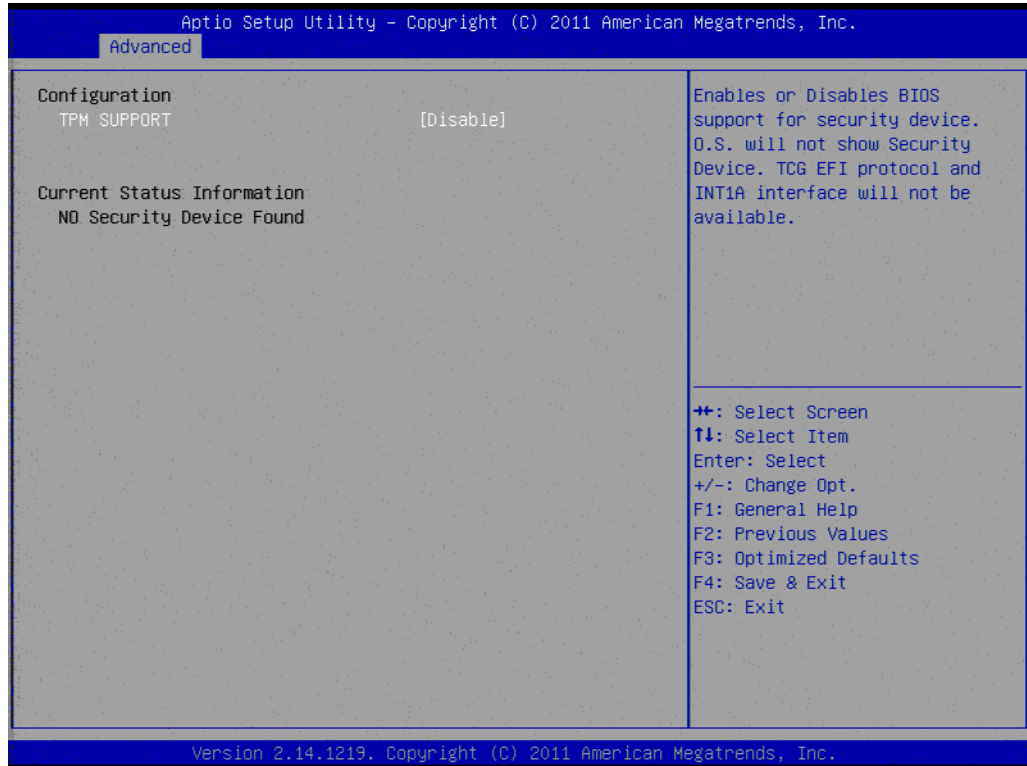 Aptio Setup Utility – Copyright (C) 2011 American Megatrends, Inc.
Advanced
Configuration
TPM SUPPORT [Disable]
Current Status Information
NO Security Device Found
Enables or Disables BIOS
support for security device.
O.S. will not show Security
Device. TCG EFI protocol and
INT1A interface will not be
available.
→←: Select Screen
↑↓: Select Item
Enter: Select
+/-: Change Opt.
F1: General Help
F2: Previous Values
F3: Optimized Defaults
F4: Save & Exit
ESC: Exit
Version 2.14.1219. Copyright (C) 2011 American Megatrends, Inc.